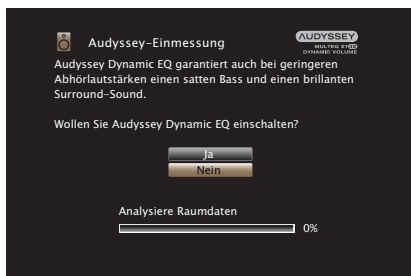 Audyssey-Einmessung
AUDYSSEY
MULTEQ XT32
DYNAMIC VOLUME
Audyssey Dynamic EQ garantiert auch bei geringeren
Abhörlautstärken einen satten Bass und einen brillanten
Surround-Sound.
Wollen Sie Audyssey Dynamic EQ einschalten?
Ja
Nein
Analysiere Raumdaten
0%